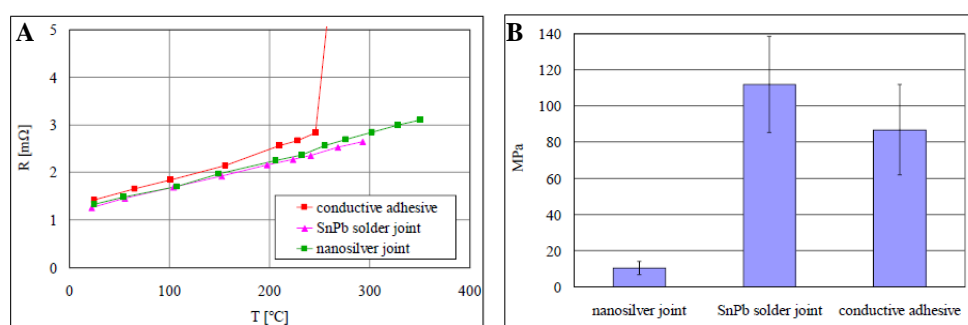 A
5
4
3
2
1
0
R [mΩ]
0 100 200 300 400
T [°C]
conductive adhesive
SnPb solder joint
nanosilver joint
B
140
120
100
80
60
40
20
0
MPa
nanosilver joint SnPb solder joint conductive adhesive